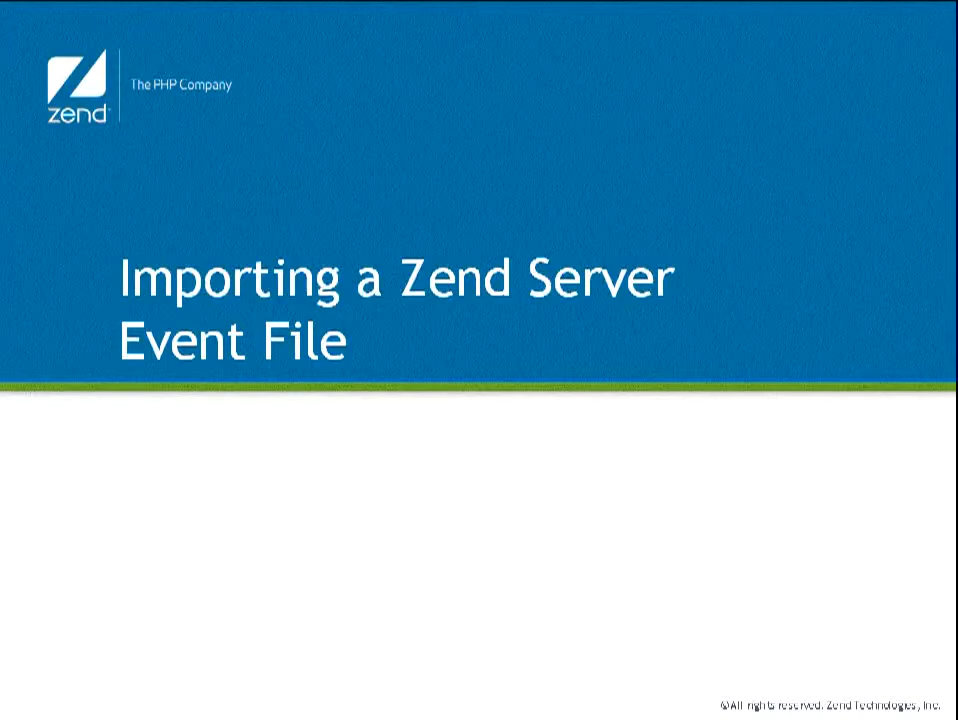 The PHP Company
zend
Importing a Zend Server
Event File
© All rights reserved. Zend Technologies, Inc.